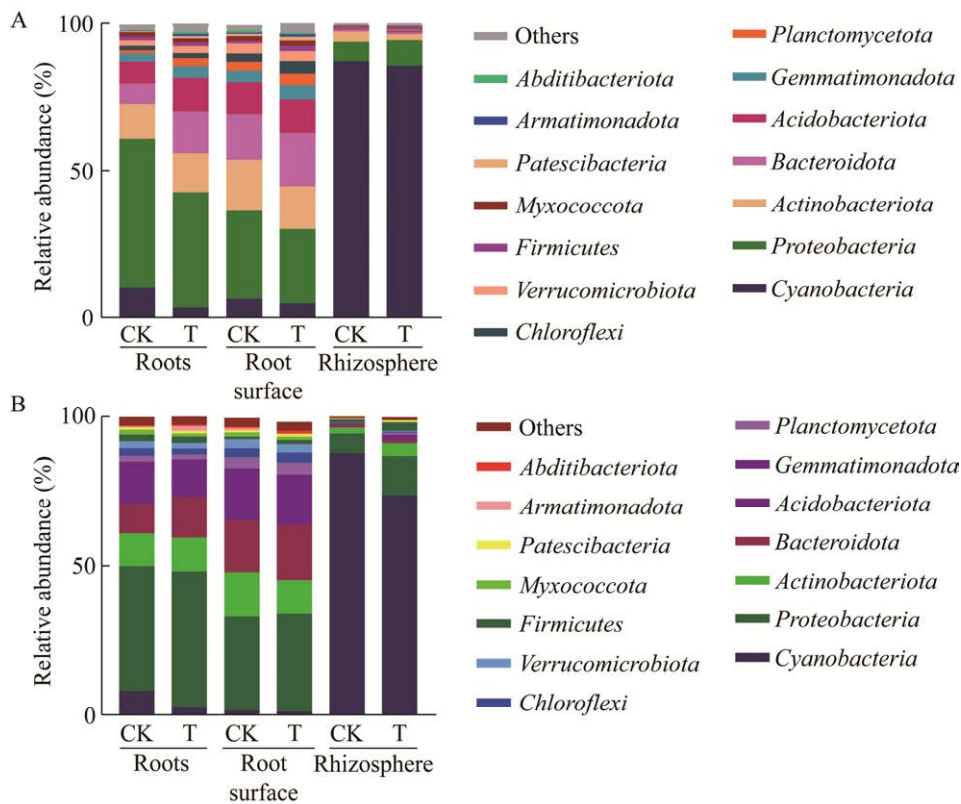 A
Relative abundance (%)
100
50
0
CK T CK T CK T
Roots Root surface Rhizosphere
Others
Abditibacteriota
Armatimonadota
Patescibacteria
Myxococcota
Firmicutes
Verrucomicrobiota
Chloroflexi
Planctomycetota
Gemmatimonadota
Acidobacteriota
Bacteroidota
Actinobacteriota
Proteobacteria
Cyanobacteria
B
Relative abundance (%)
100
50
0
CK T CK T CK T
Roots Root surface Rhizosphere
Others
Abditibacteriota
Armatimonadota
Patescibacteria
Myxococcota
Firmicutes
Verrucomicrobiota
Chloroflexi
Planctomycetota
Gemmatimonadota
Acidobacteriota
Bacteroidota
Actinobacteriota
Proteobacteria
Cyanobacteria